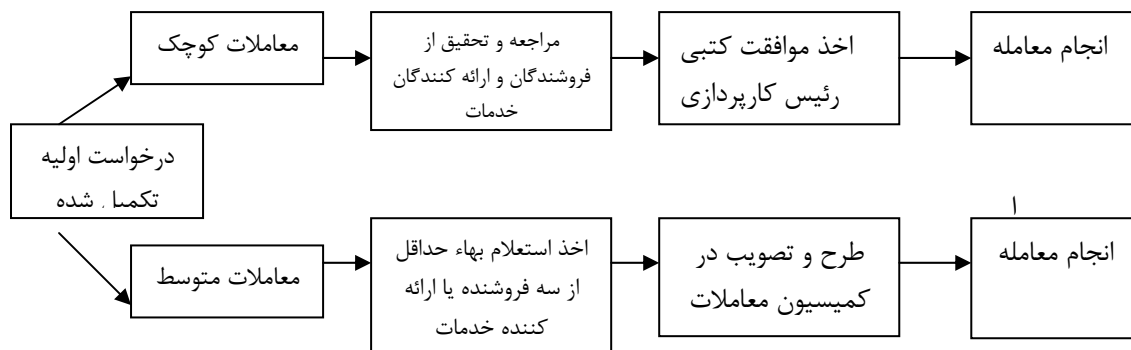 معاملات کوچک
مراجعه و تحقیق از
فروشندگان و ارائه کنندگان
خدمات
اخذ موافقت کتبی
رئیس کارپردازی
انجام معامله
درخواست اولیه
تکمیل شده
معاملات متوسط
اخذ استعلام بهاء حداقل
از سه فروشنده یا ارائه
کننده خدمات
طرح و تصویب در
کمیسیون معاملات
ا
انجام معامله